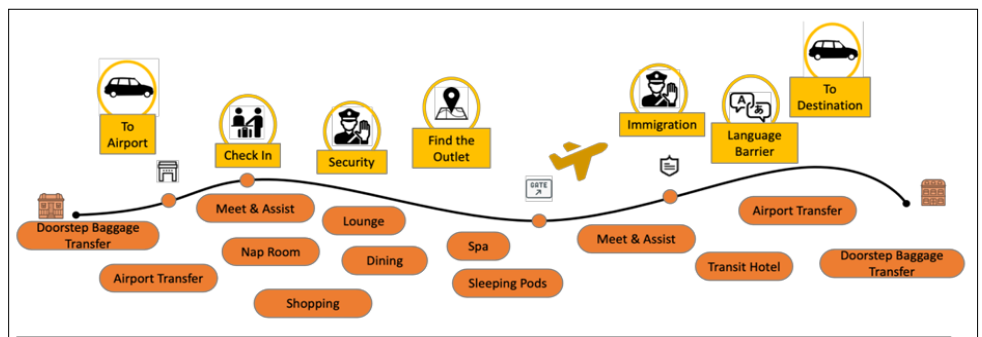 To
Airport
Check In
Security
Find the
Outlet
Immigration
Language
Barrier
To
Destination
A
あ
GATE
Doorstep Baggage
Transfer
Airport Transfer
Meet & Assist
Nap Room
Shopping
Lounge
Dining
Spa
Sleeping Pods
Meet & Assist
Transit Hotel
Airport Transfer
Doorstep Baggage
Transfer